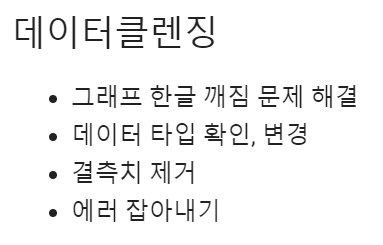 데이터클렌징
• 그래프 한글 깨짐 문제 해결
• 데이터 타입 확인, 변경
• 결측치 제거
• 에러 잡아내기